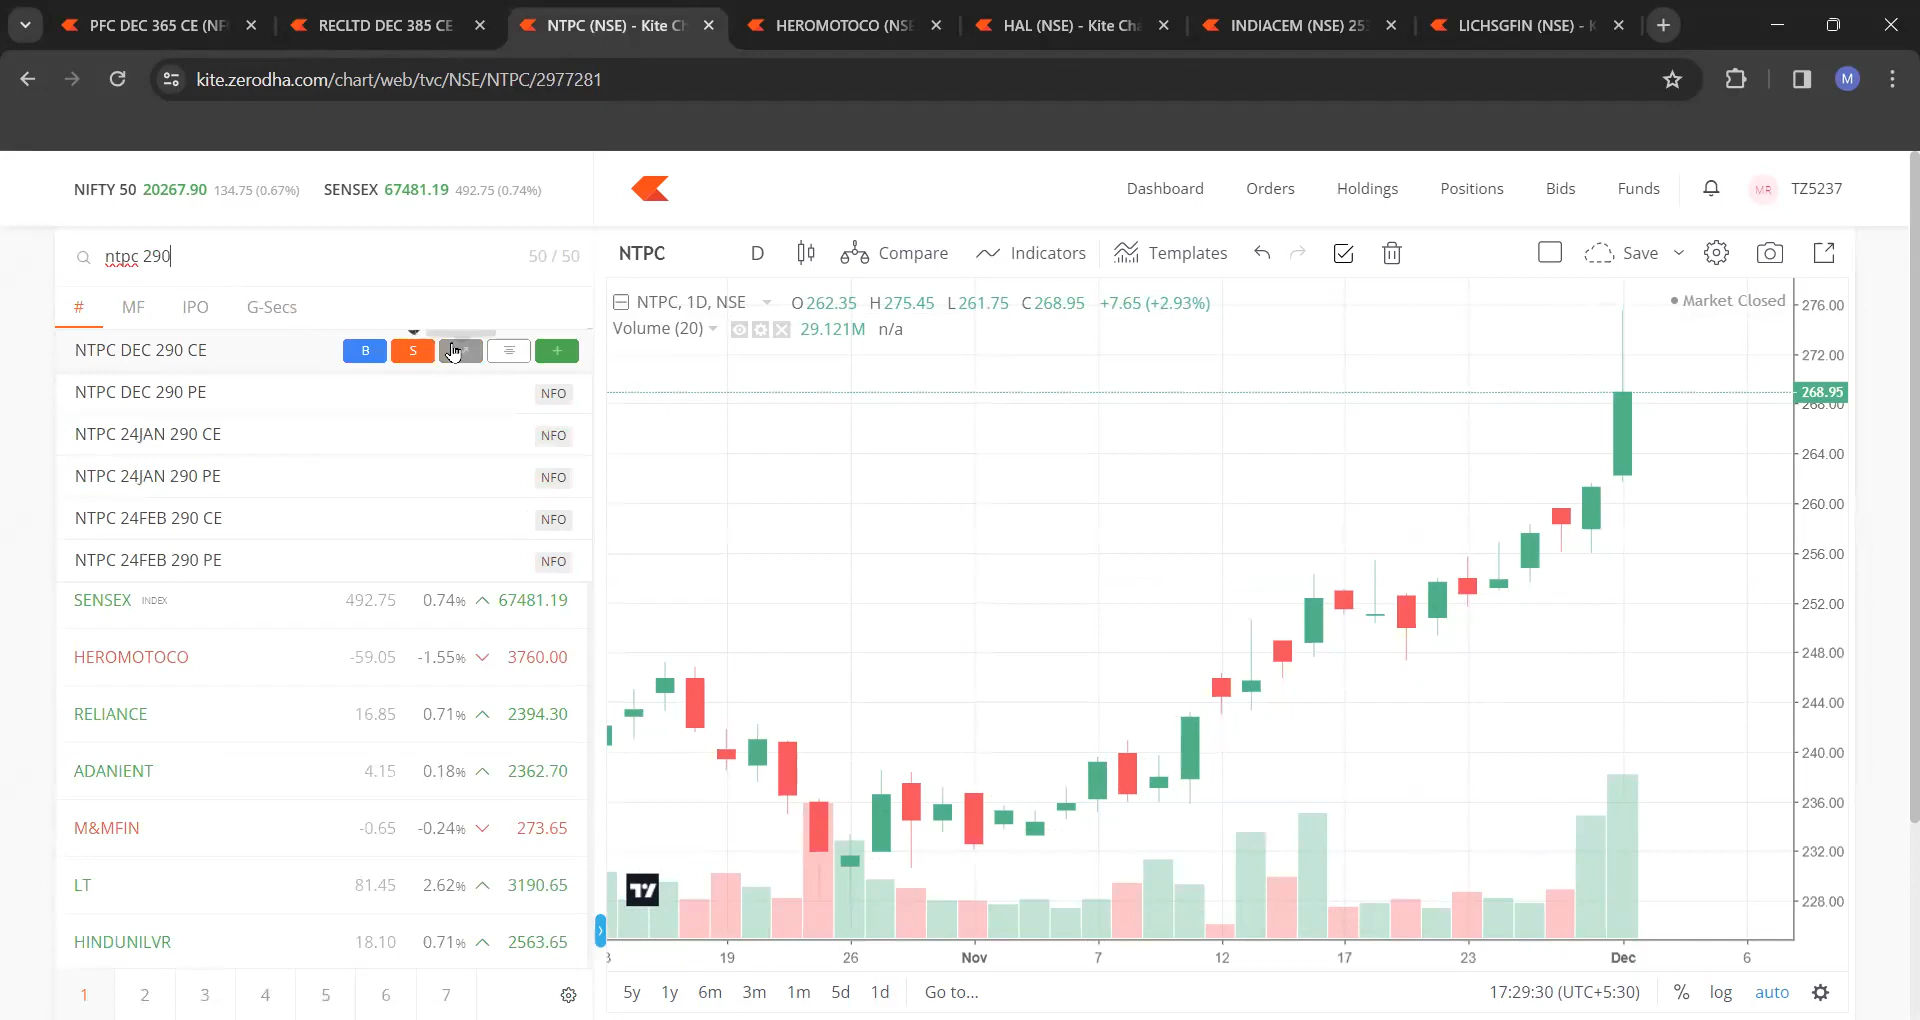 PFC DEC 365 CE (NF
RECLTD DEC 385 CE
NTPC (NSE) - Kite Ch
HEROMOTOCO (NSE
HAL (NSE) - Kite Cha
INDIACEM (NSE) 25
LICHSGFIN (NSE) - K
kite.zerodha.com/chart/web/tvc/NSE/NTPC/2977281
M
NIFTY 50 20267.90 134.75 (0.67%) SENSEX 67481.19 492.75 (0.74%)
Dashboard Orders Holdings Positions Bids Funds MR TZ5237
ntpc 290 50 / 50
NTPC D Compare Indicators Templates Save
# MF IPO G-Secs
NTPC, 1D, NSE O262.35 H275.45 L261.75 C268.95 +7.65 (+2.93%)
Market Closed
Volume (20) 29.121M n/a
NTPC DEC 290 CE B S +
NTPC DEC 290 PE NFO
NTPC 24JAN 290 CE NFO
NTPC 24JAN 290 PE NFO
NTPC 24FEB 290 CE NFO
NTPC 24FEB 290 PE NFO
SENSEX INDEX 492.75 0.74% 67481.19
HEROMOTOCO -59.05 -1.55% 3760.00
RELIANCE 16.85 0.71% 2394.30
ADANIENT 4.15 0.18% 2362.70
M&MFIN -0.65 -0.24% 273.65
LT 81.45 2.62% 3190.65
HINDUNILVR 18.10 0.71% 2563.65
1 2 3 4 5 6 7
276.00
272.00
268.95
268.00
264.00
260.00
256.00
252.00
248.00
244.00
240.00
236.00
232.00
228.00
19 26 Nov 7 12 17 23 Dec 6
5y 1y 6m 3m 1m 5d 1d Go to... 17:29:30 (UTC+5:30) % log auto